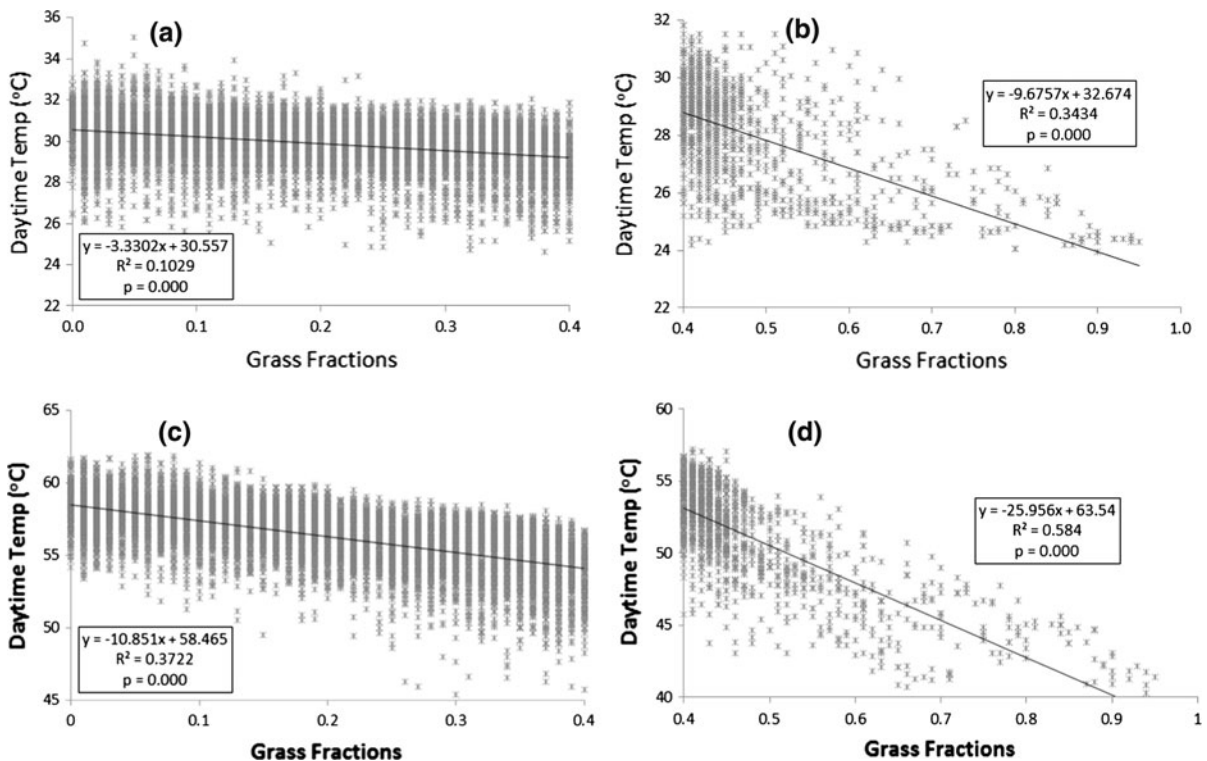 (a)
36
34
32
30
28
26
24
22
Daytime Temp (°C)
y = -3.3302x + 30.557
R² = 0.1029
p = 0.000
0.0 0.1 0.2 0.3 0.4
Grass Fractions
(b)
32
30
28
26
24
22
Daytime Temp (°C)
y = -9.6757x + 32.674
R² = 0.3434
p = 0.000
0.4 0.5 0.6 0.7 0.8 0.9 1.0
Grass Fractions
(c)
65
60
55
50
45
Daytime Temp (°C)
y = -10.851x + 58.465
R² = 0.3722
p = 0.000
0 0.1 0.2 0.3 0.4
Grass Fractions
(d)
60
55
50
45
40
Daytime Temp (°C)
y = -25.956x + 63.54
R² = 0.584
p = 0.000
0.4 0.5 0.6 0.7 0.8 0.9 1
Grass Fractions